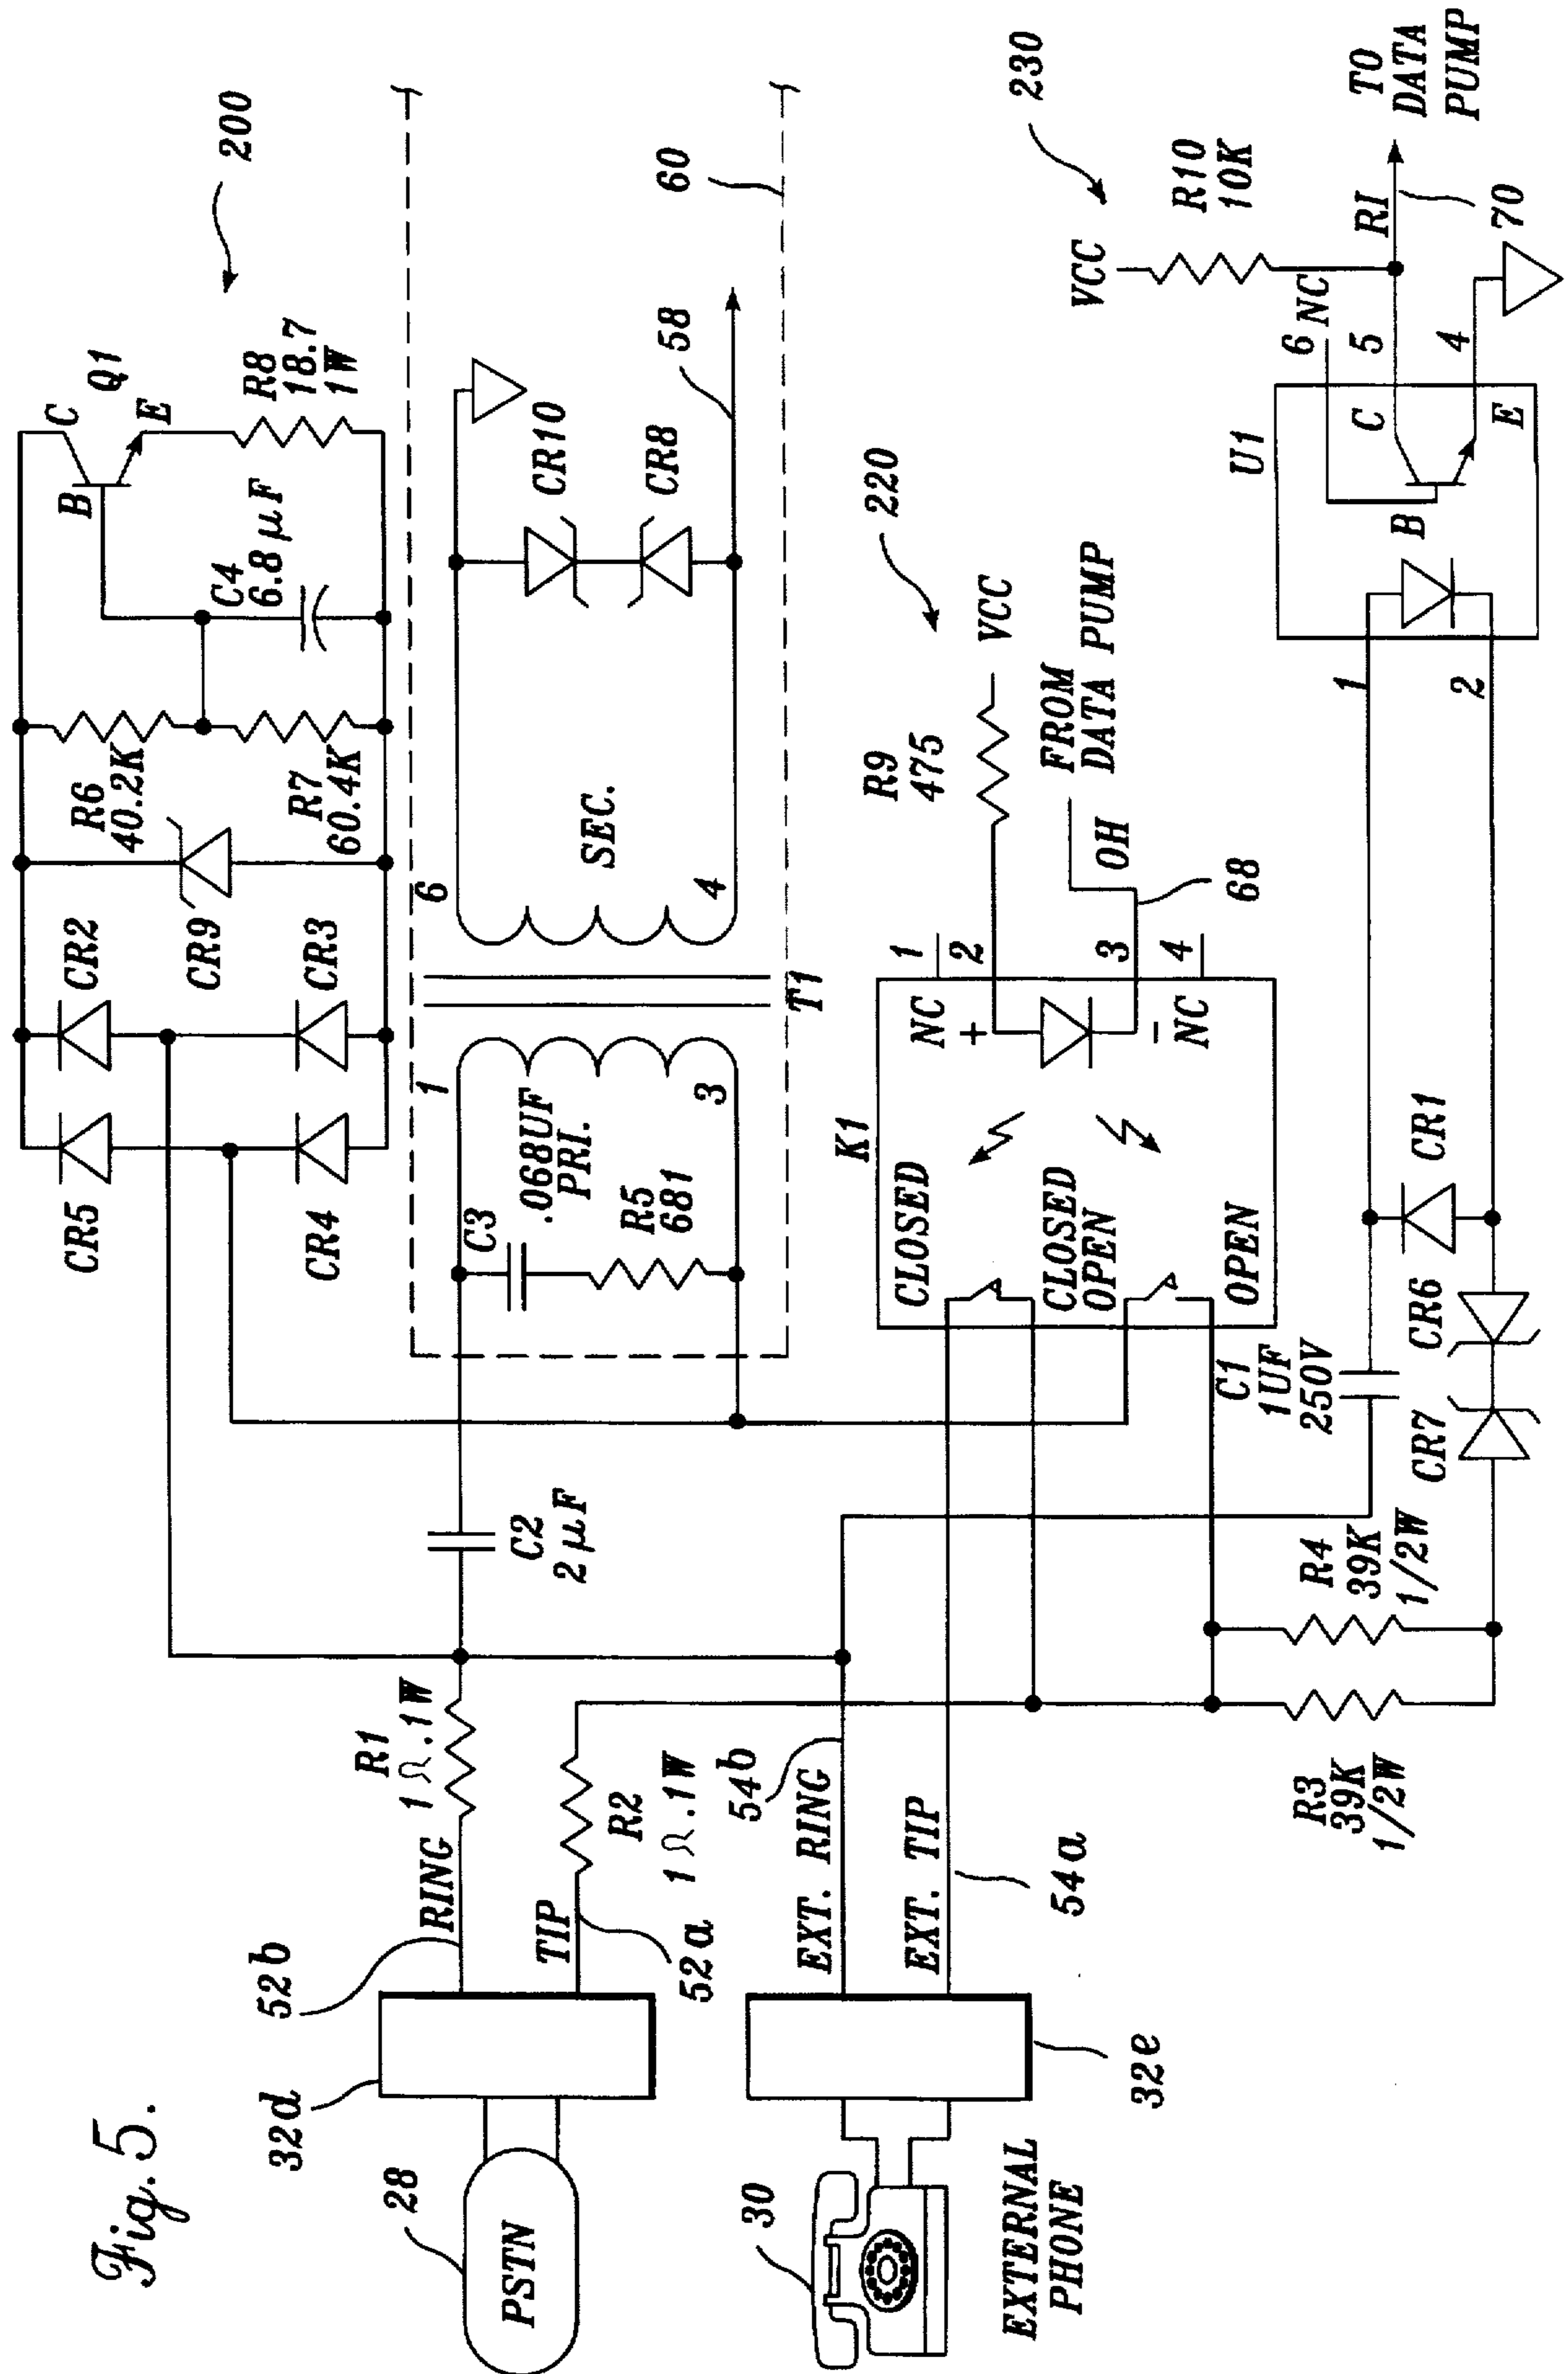 Fig. 5.
200
CR5
CR2
CR4
CR3
CR9
R6
40.2K
R7
60.4K
C4
6.8 µF
B
C
Q1
E
R8
18.7
1W
60
1
3
C3
.068UF
PRI.
R5
681
T1
6
4
SEC.
CR10
CR8
58
28
PSTN
32d
52b
RING
R1
1Ω.1W
TIP
52a
R2
1Ω.1W
C2
2 µF
30
EXTERNAL
PHONE
32e
EXT. RING
54b
EXT. TIP
54a
220
K1
CLOSED
CLOSED
OPEN
OPEN
NC
1
+
2
3
-
NC
4
R9
475
VCC
FROM
DATA PUMP
OH
68
230
R3
39K
1/2W
R4
39K
1/2W
C1
1UF
250V
CR7
CR6
CR1
1
2
U1
B
C
E
6
NC
5
4
VCC
R10
10K
RI
70
TO
DATA
PUMP